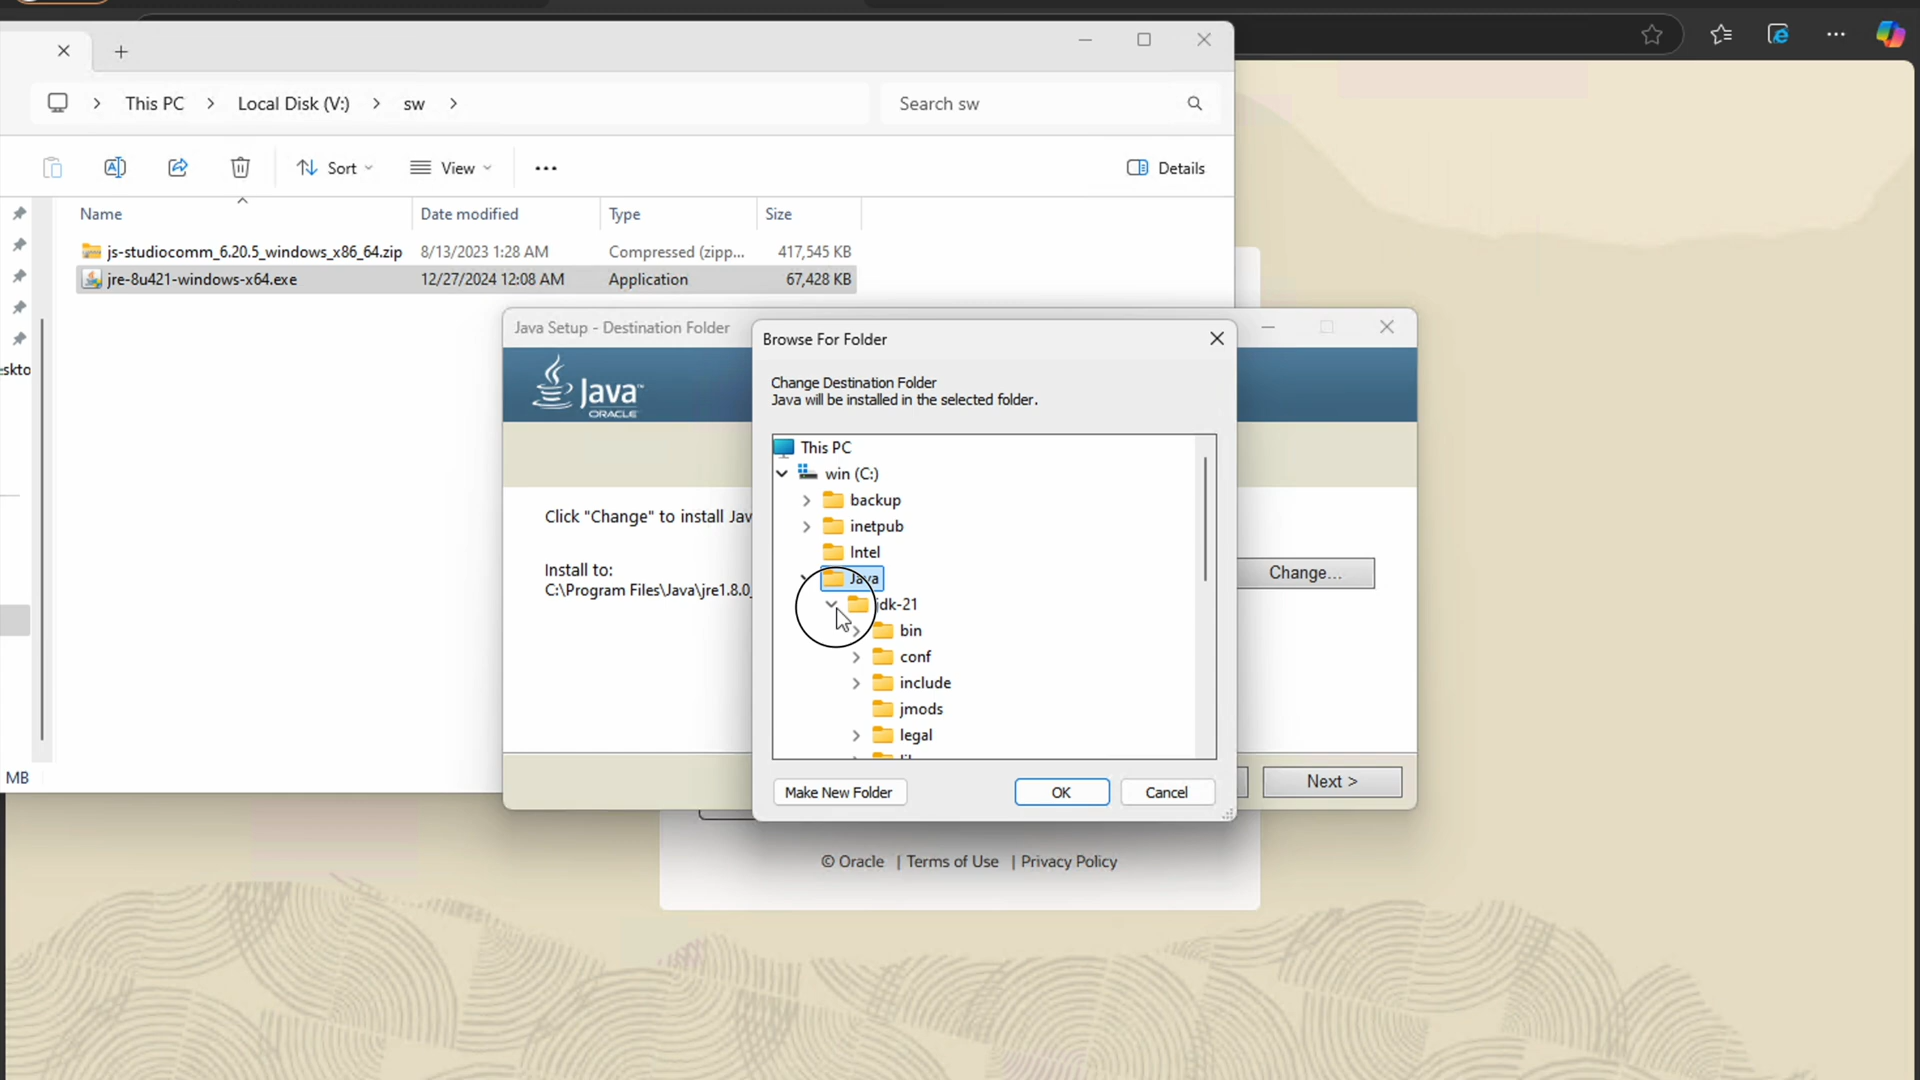 This PC > Local Disk (V:) > sw >
Search sw
Sort
View
Details
Name
Date modified
Type
Size
js-studiocomm_6.20.5_windows_x86_64.zip 8/13/2023 1:28 AM Compressed (zipp... 417,545 KB
jre-8u421-windows-x64.exe 12/27/2024 12:08 AM Application 67,428 KB
eskto
MB
Java Setup - Destination Folder
Java™
ORACLE
Click "Change" to install Jav
Install to:
C:\Program Files\Java\jre1.8.0_
Change...
Next >
Browse For Folder
Change Destination Folder
Java will be installed in the selected folder.
This PC
win (C:)
backup
inetpub
Intel
Java
jdk-21
bin
conf
include
jmods
legal
Make New Folder
OK
Cancel
© Oracle | Terms of Use | Privacy Policy